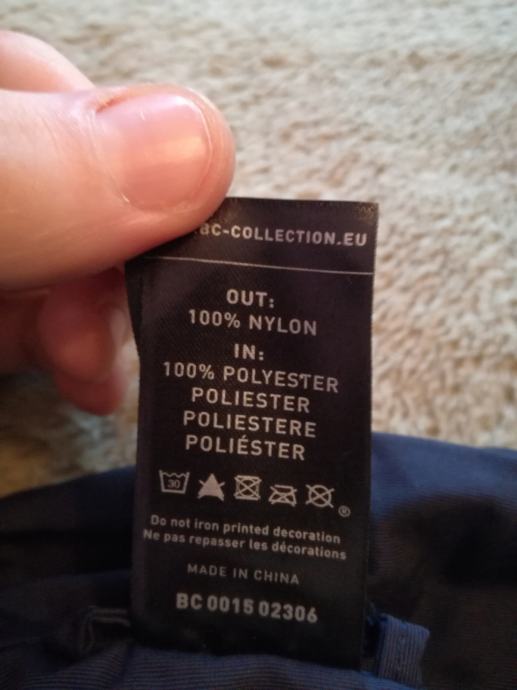 .BC-COLLECTION.EU
OUT:
100% NYLON
IN:
100% POLYESTER
POLIESTER
POLIESTERE
POLIÉSTER
30
®
Do not iron printed decoration
Ne pas repasser les décorations
MADE IN CHINA
BC 0015 02306